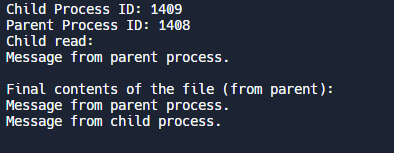 Child Process ID: 1409
Parent Process ID: 1408
Child read:
Message from parent process.

Final contents of the file (from parent):
Message from parent process.
Message from child process.